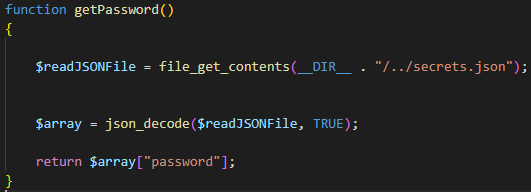 function getPassword()
{
$readJSONFile = file_get_contents(__DIR__ . "/../secrets.json");
$array = json_decode($readJSONFile, TRUE);
return $array["password"];
}